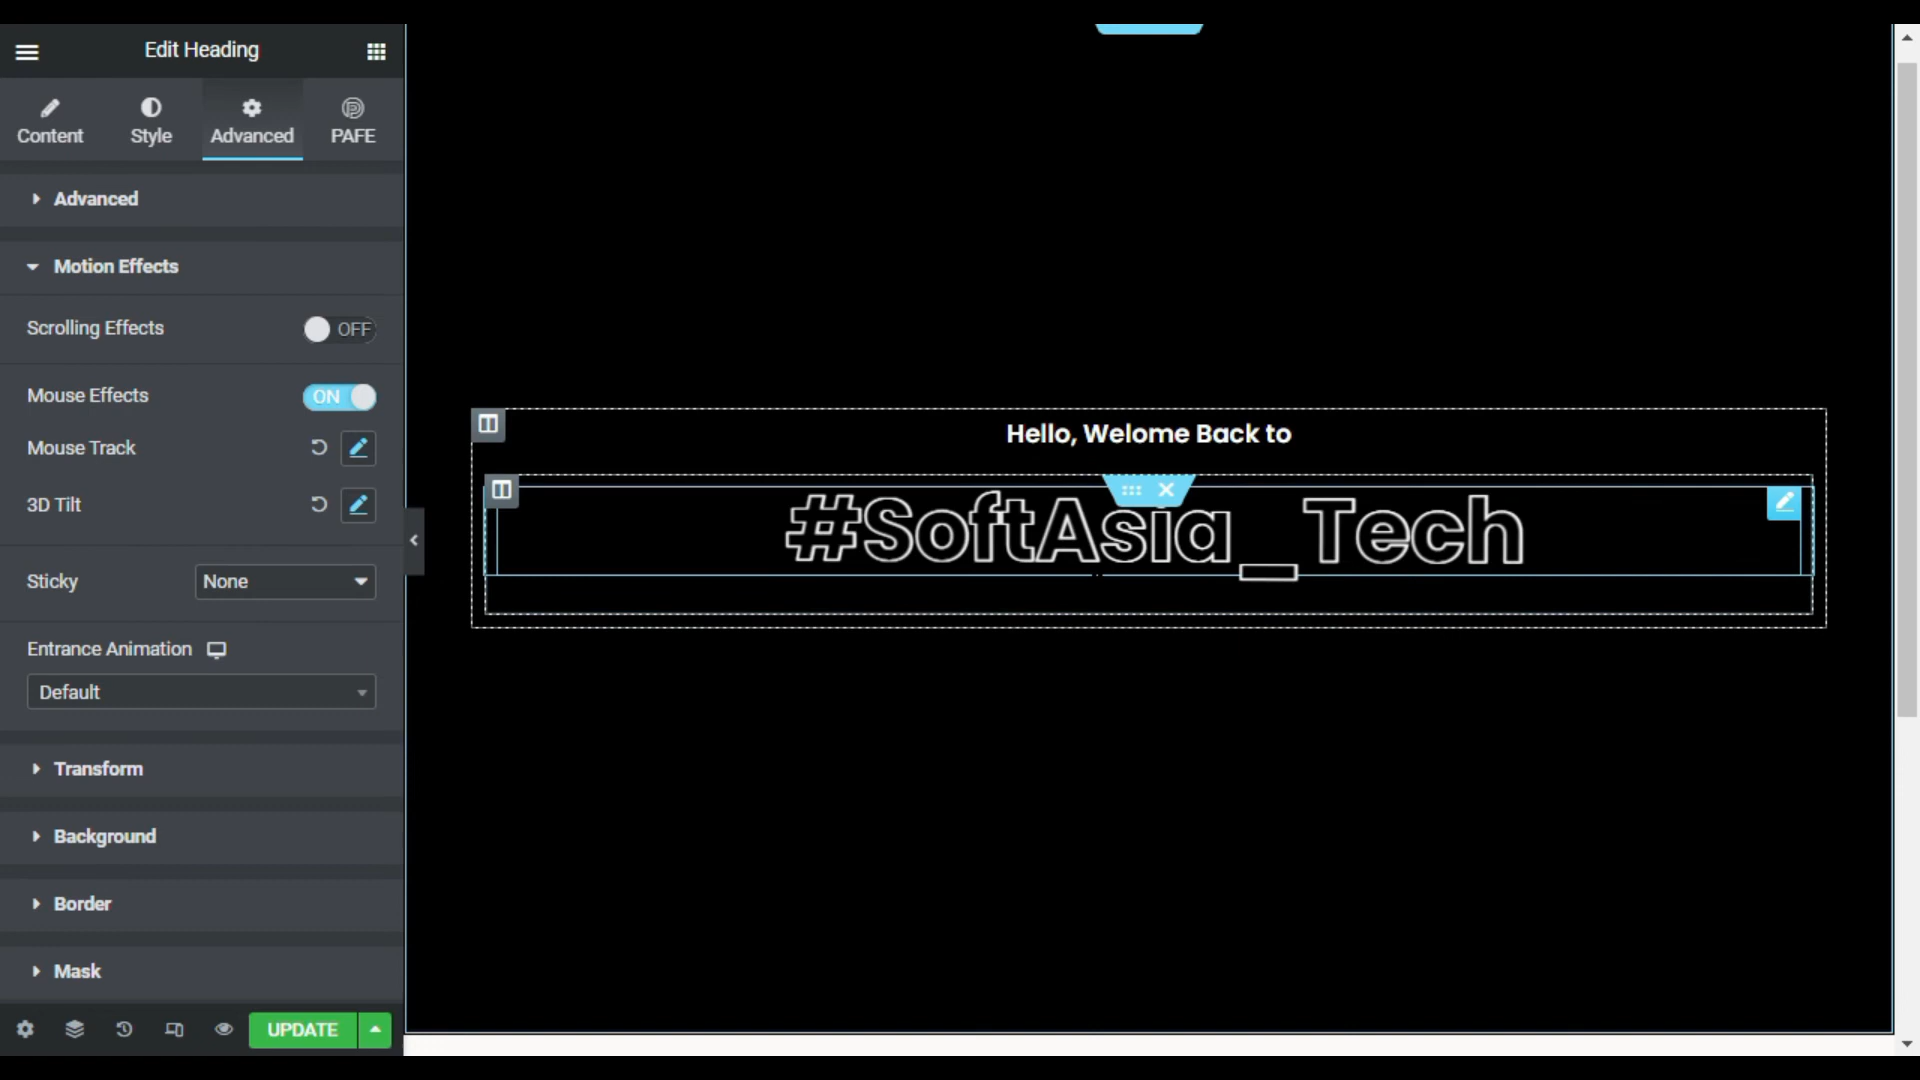 Edit Heading
Content
Style
Advanced
PAFE
Advanced
Motion Effects
Scrolling Effects
OFF
Mouse Effects
ON
Mouse Track
3D Tilt
Sticky
None
Entrance Animation
Default
Transform
Background
Border
Mask
UPDATE
Hello, Welome Back to
#SoftAsia_Tech